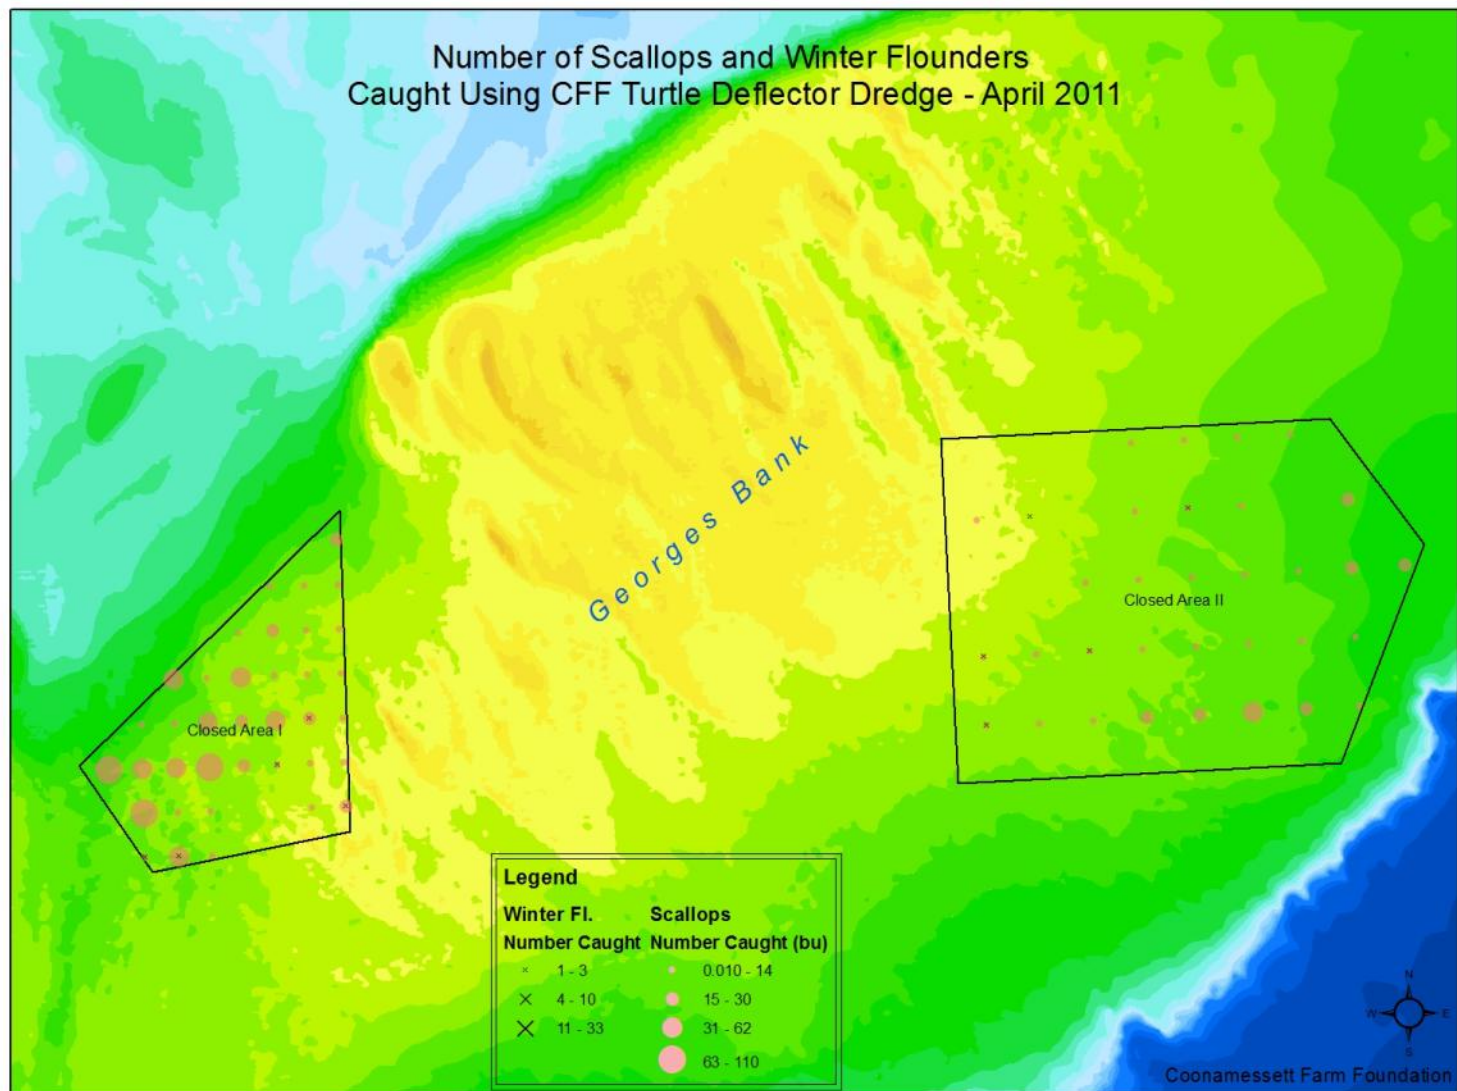 Number of Scallops and Winter Flounders
Caught Using CFF Turtle Deflector Dredge - April 2011
Georges Bank
Closed Area II
Closed Area I
Legend
Winter Fl. Scallops
Number Caught Number Caught (bu)
1 - 3 0.010 - 14
4 - 10 15 - 30
11 - 33 31 - 62
63 - 110
N
W E
S
Coonamessett Farm Foundation